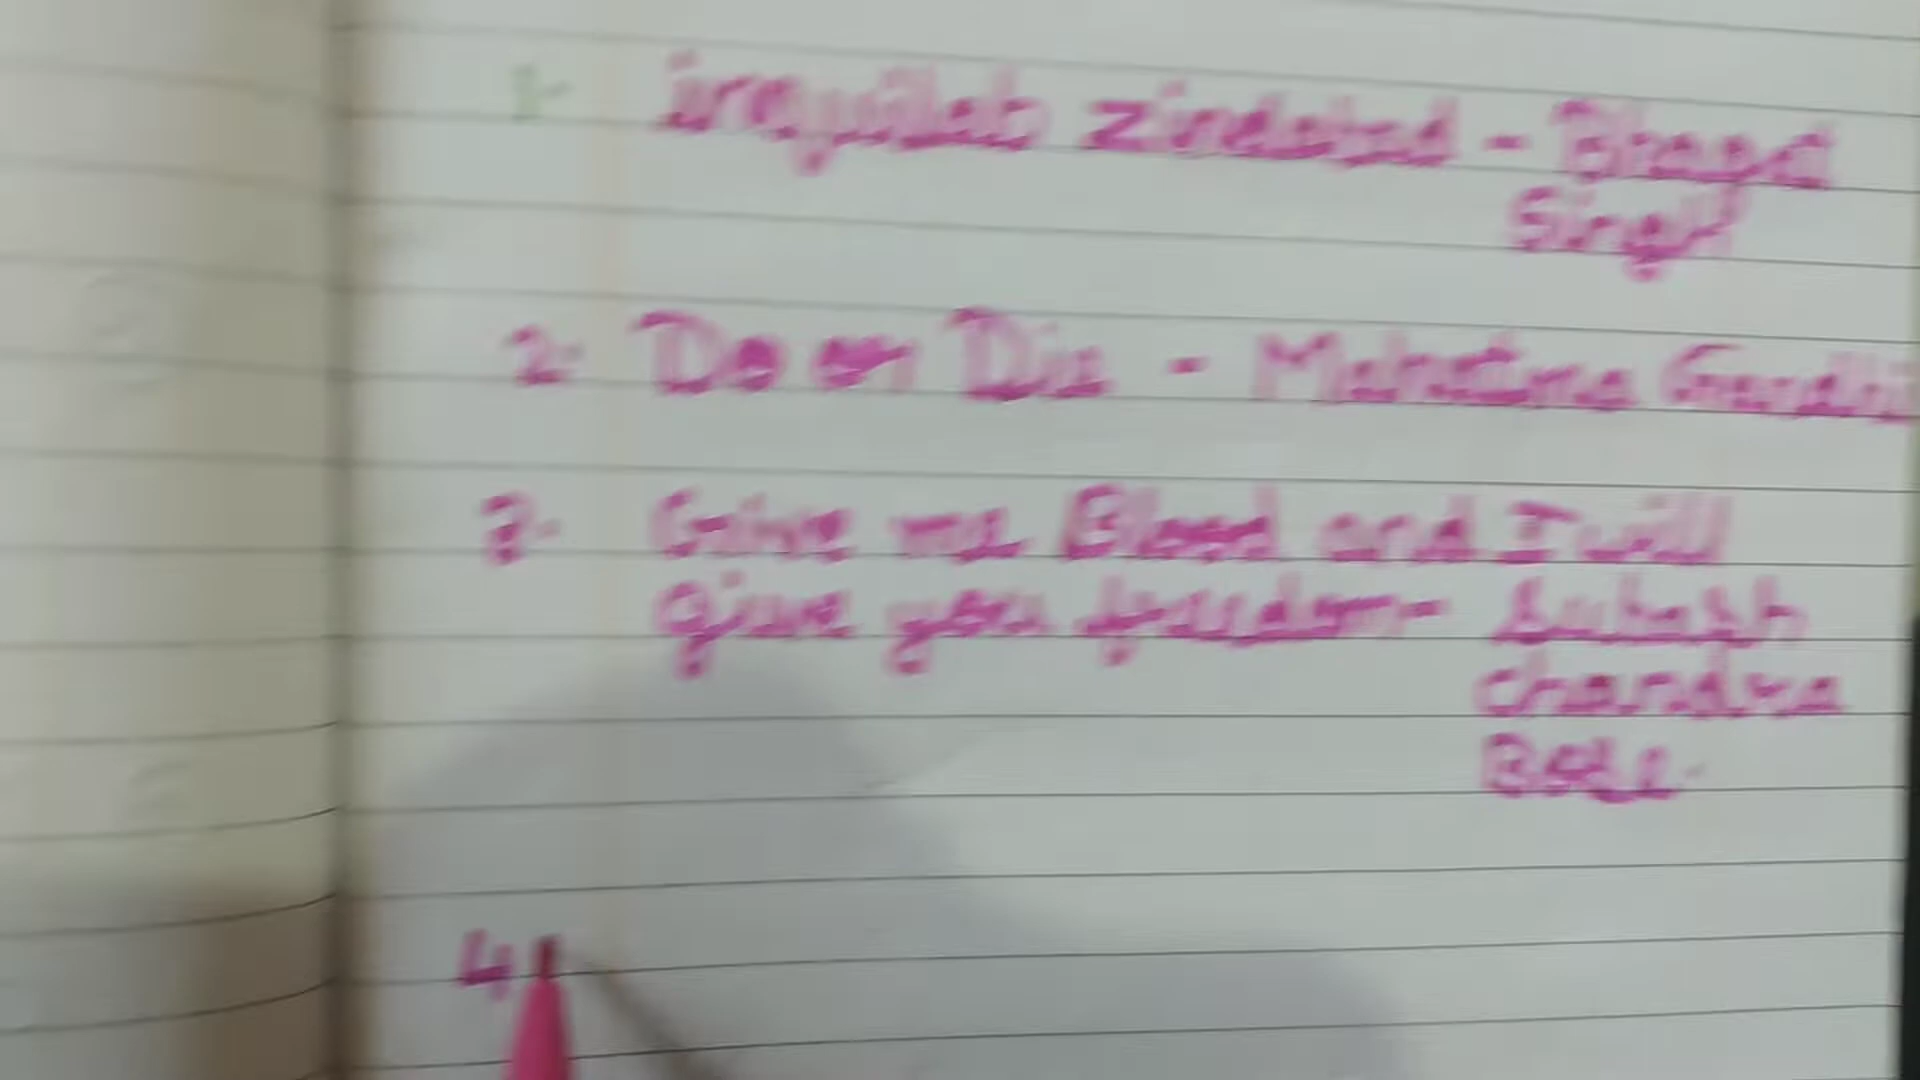 1- inquilab zindabad - Bhagat
Singh
2. Do or Die - Mahatma Gandhi
3. Give me Blood and I will
give you freedom - Subash
chandra
Bose.
4